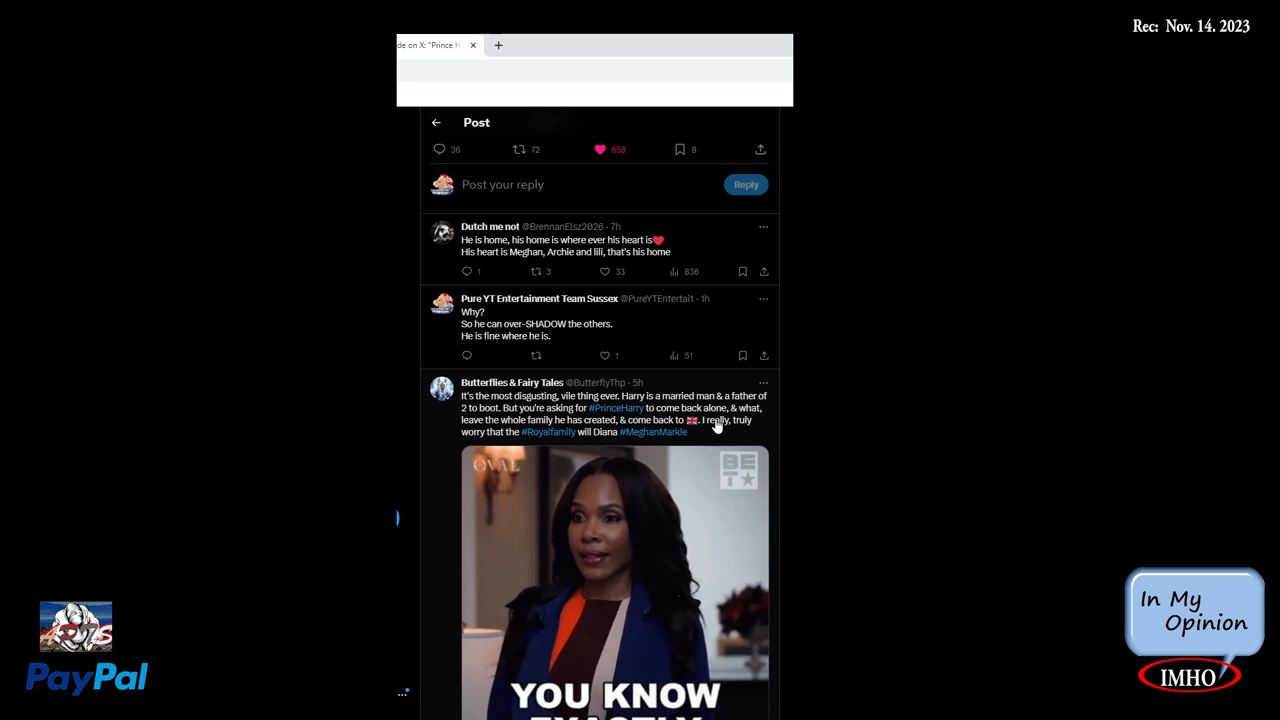 Rec: Nov. 14. 2023
de on X: "Prince H
Post
36 72 658 8
Post your reply
Reply
Dutch me not @BrennanElsz2026 · 7h
He is home, his home is where ever his heart is❤️
His heart is Meghan, Archie and lili, that's his home
1 3 33 836
Pure YT Entertainment Team Sussex @PureYTEntertai1 · 1h
Why?
So he can over-SHADOW the others.
He is fine where he is.
1 51
Butterflies & Fairy Tales @ButterflyThp · 5h
It's the most disgusting, vile thing ever. Harry is a married man & a father of
2 to boot. But you're asking for #PrinceHarry to come back alone, & what,
leave the whole family he has created, & come back to 🇬🇧. I really, truly
worry that the #Royalfamily will Diana #MeghanMarkle
OVAL
BET★
YOU KNOW
EXACTLY
PayPal
In My
Opinion
IMHO